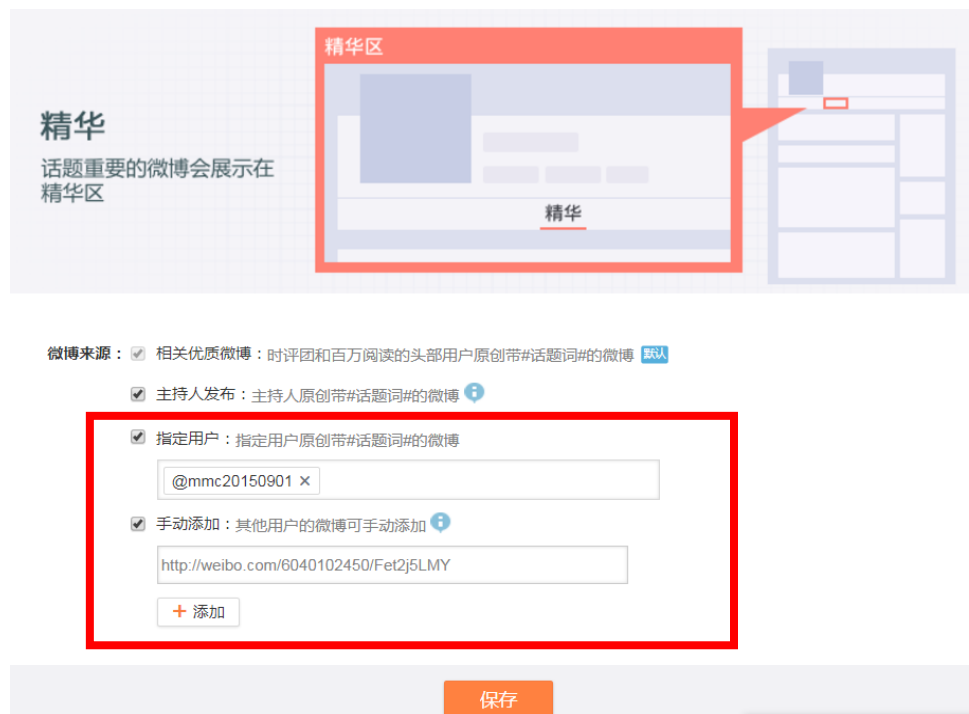 精华区
精华
话题重要的微博会展示在
精华区
精华
微博来源： 相关优质微博：时评团和百万阅读的头部用户原创带#话题词#的微博 默认
主持人发布：主持人原创带#话题词#的微博
指定用户：指定用户原创带#话题词#的微博
@mmc20150901 ×
手动添加：其他用户的微博可手动添加
http://weibo.com/6040102450/Fet2j5LMY
+ 添加
保存